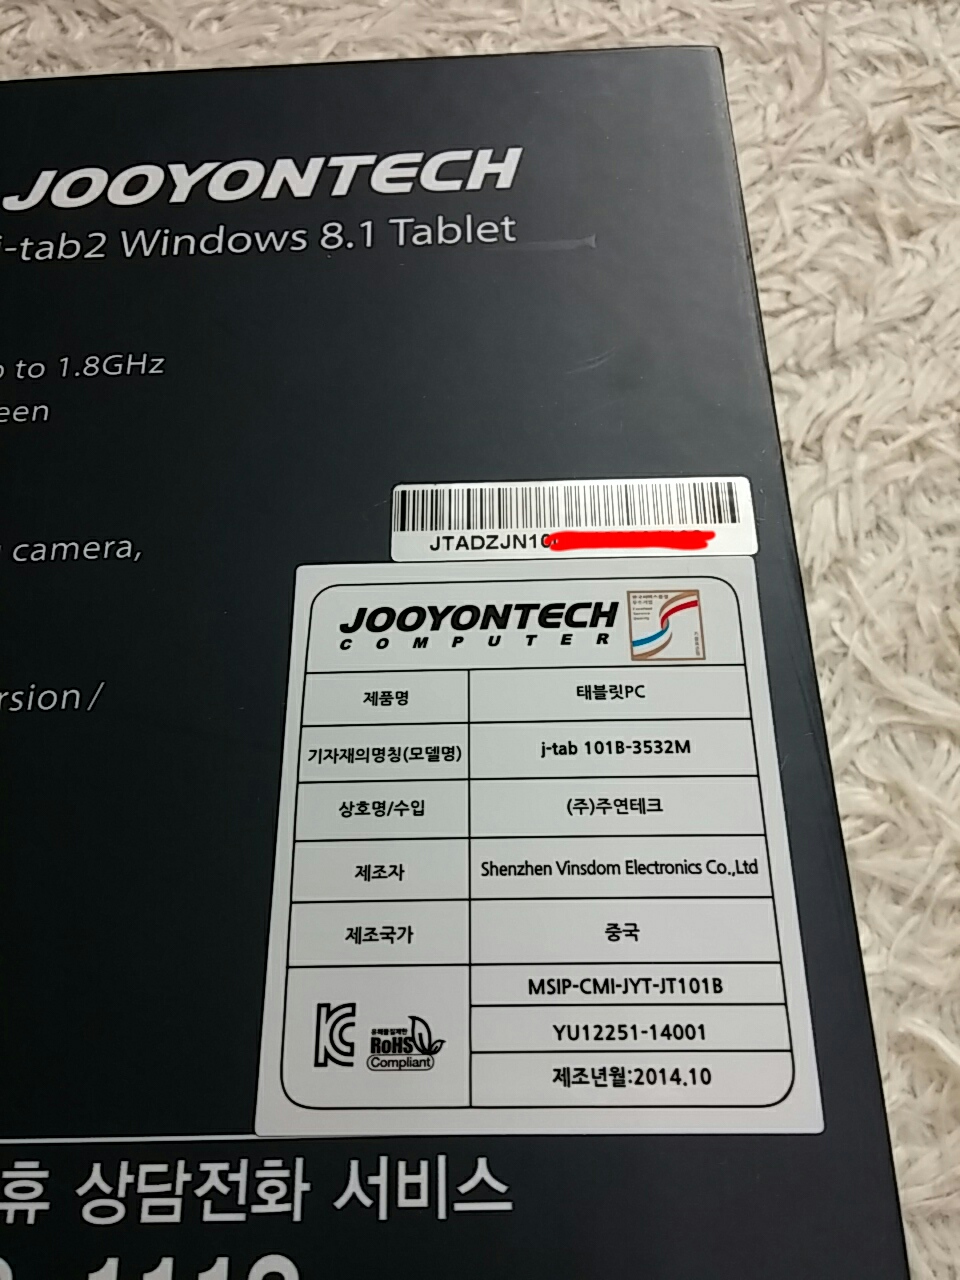 JOOYONTECH
-tab2 Windows 8.1 Tablet
to 1.8GHz
een
camera,
rsion /
JTADZJN10
JOOYONTECH
COMPUTER
제품명 태블릿PC
기자재의명칭(모델명) j-tab 101B-3532M
상호명/수입 (주)주연테크
제조자 Shenzhen Vinsdom Electronics Co.,Ltd
제조국가 중국
MSIP-CMI-JYT-JT101B
RoHS
Compliant
YU12251-14001
제조년월:2014.10
휴 상담전화 서비스